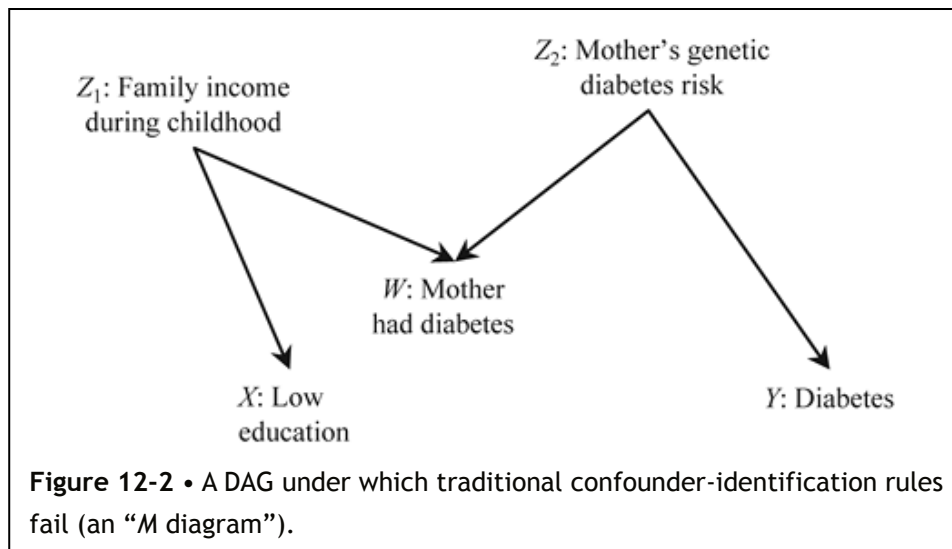 Z₁: Family income
during childhood
Z₂: Mother's genetic
diabetes risk
W: Mother
had diabetes
X: Low
education
Y: Diabetes
Figure 12-2 • A DAG under which traditional confounder-identification rules
fail (an “M diagram”).